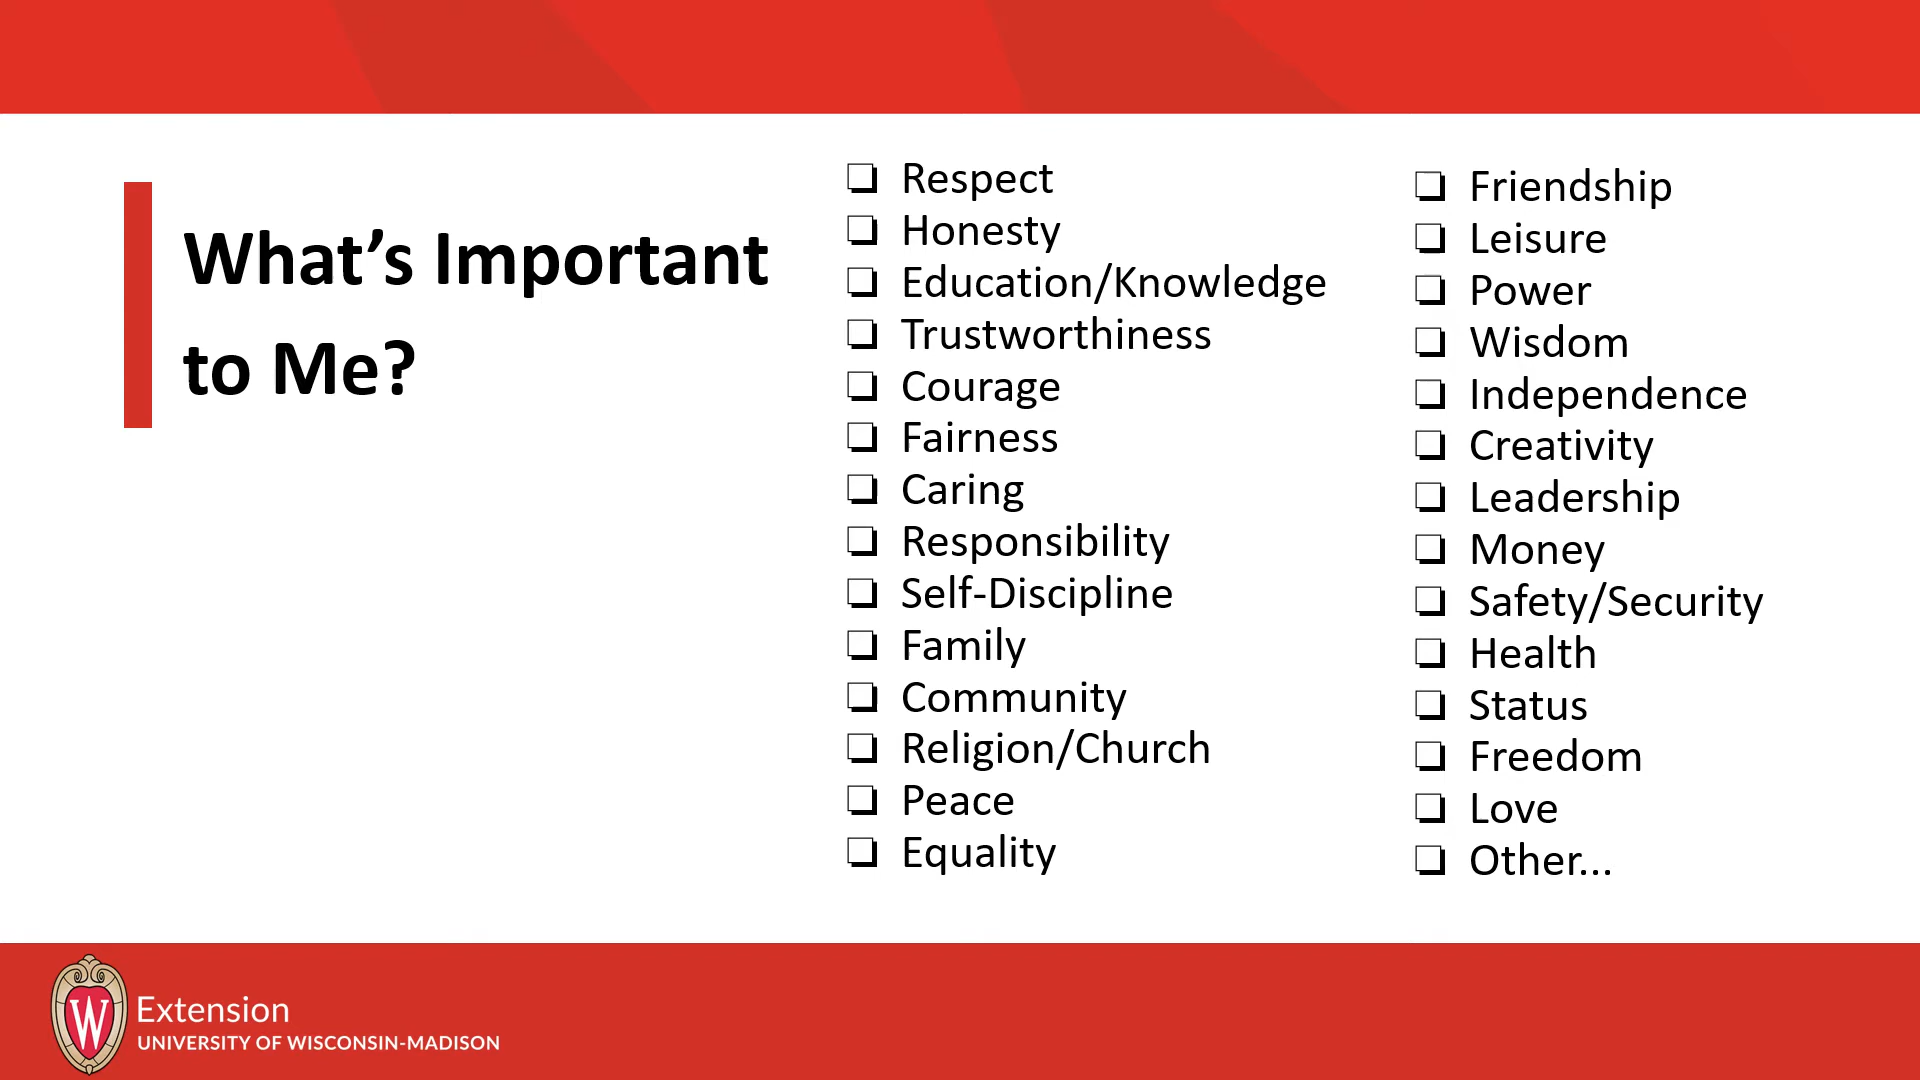 What’s Important
to Me?
❏ Respect
❏ Honesty
❏ Education/Knowledge
❏ Trustworthiness
❏ Courage
❏ Fairness
❏ Caring
❏ Responsibility
❏ Self-Discipline
❏ Family
❏ Community
❏ Religion/Church
❏ Peace
❏ Equality
❏ Friendship
❏ Leisure
❏ Power
❏ Wisdom
❏ Independence
❏ Creativity
❏ Leadership
❏ Money
❏ Safety/Security
❏ Health
❏ Status
❏ Freedom
❏ Love
❏ Other...
W
Extension
UNIVERSITY OF WISCONSIN-MADISON